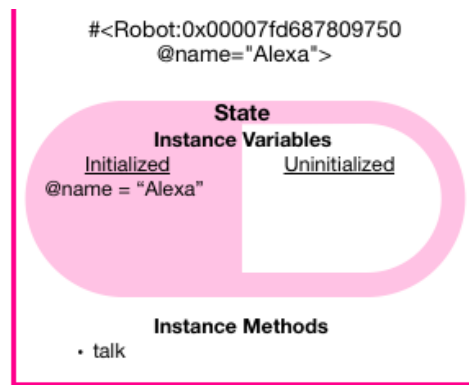 #<Robot:0x00007fd687809750
@name="Alexa">
State
Instance Variables
Initialized Uninitialized
@name = “Alexa”
Instance Methods
• talk